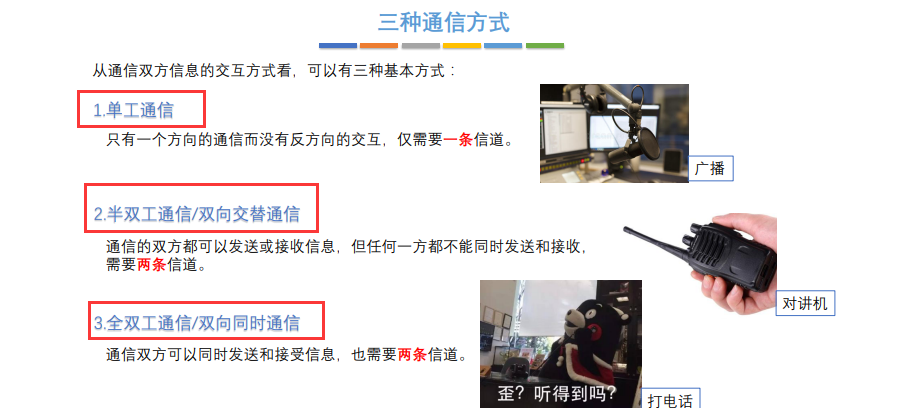 三种通信方式
从通信双方信息的交互方式看，可以有三种基本方式：
1.单工通信
只有一个方向的通信而没有反方向的交互，仅需要一条信道。
广播
2.半双工通信/双向交替通信
通信的双方都可以发送或接收信息，但任何一方都不能同时发送和接收，
需要两条信道。
对讲机
3.全双工通信/双向同时通信
通信双方可以同时发送和接受信息，也需要两条信道。
歪？听得到吗？
打电话